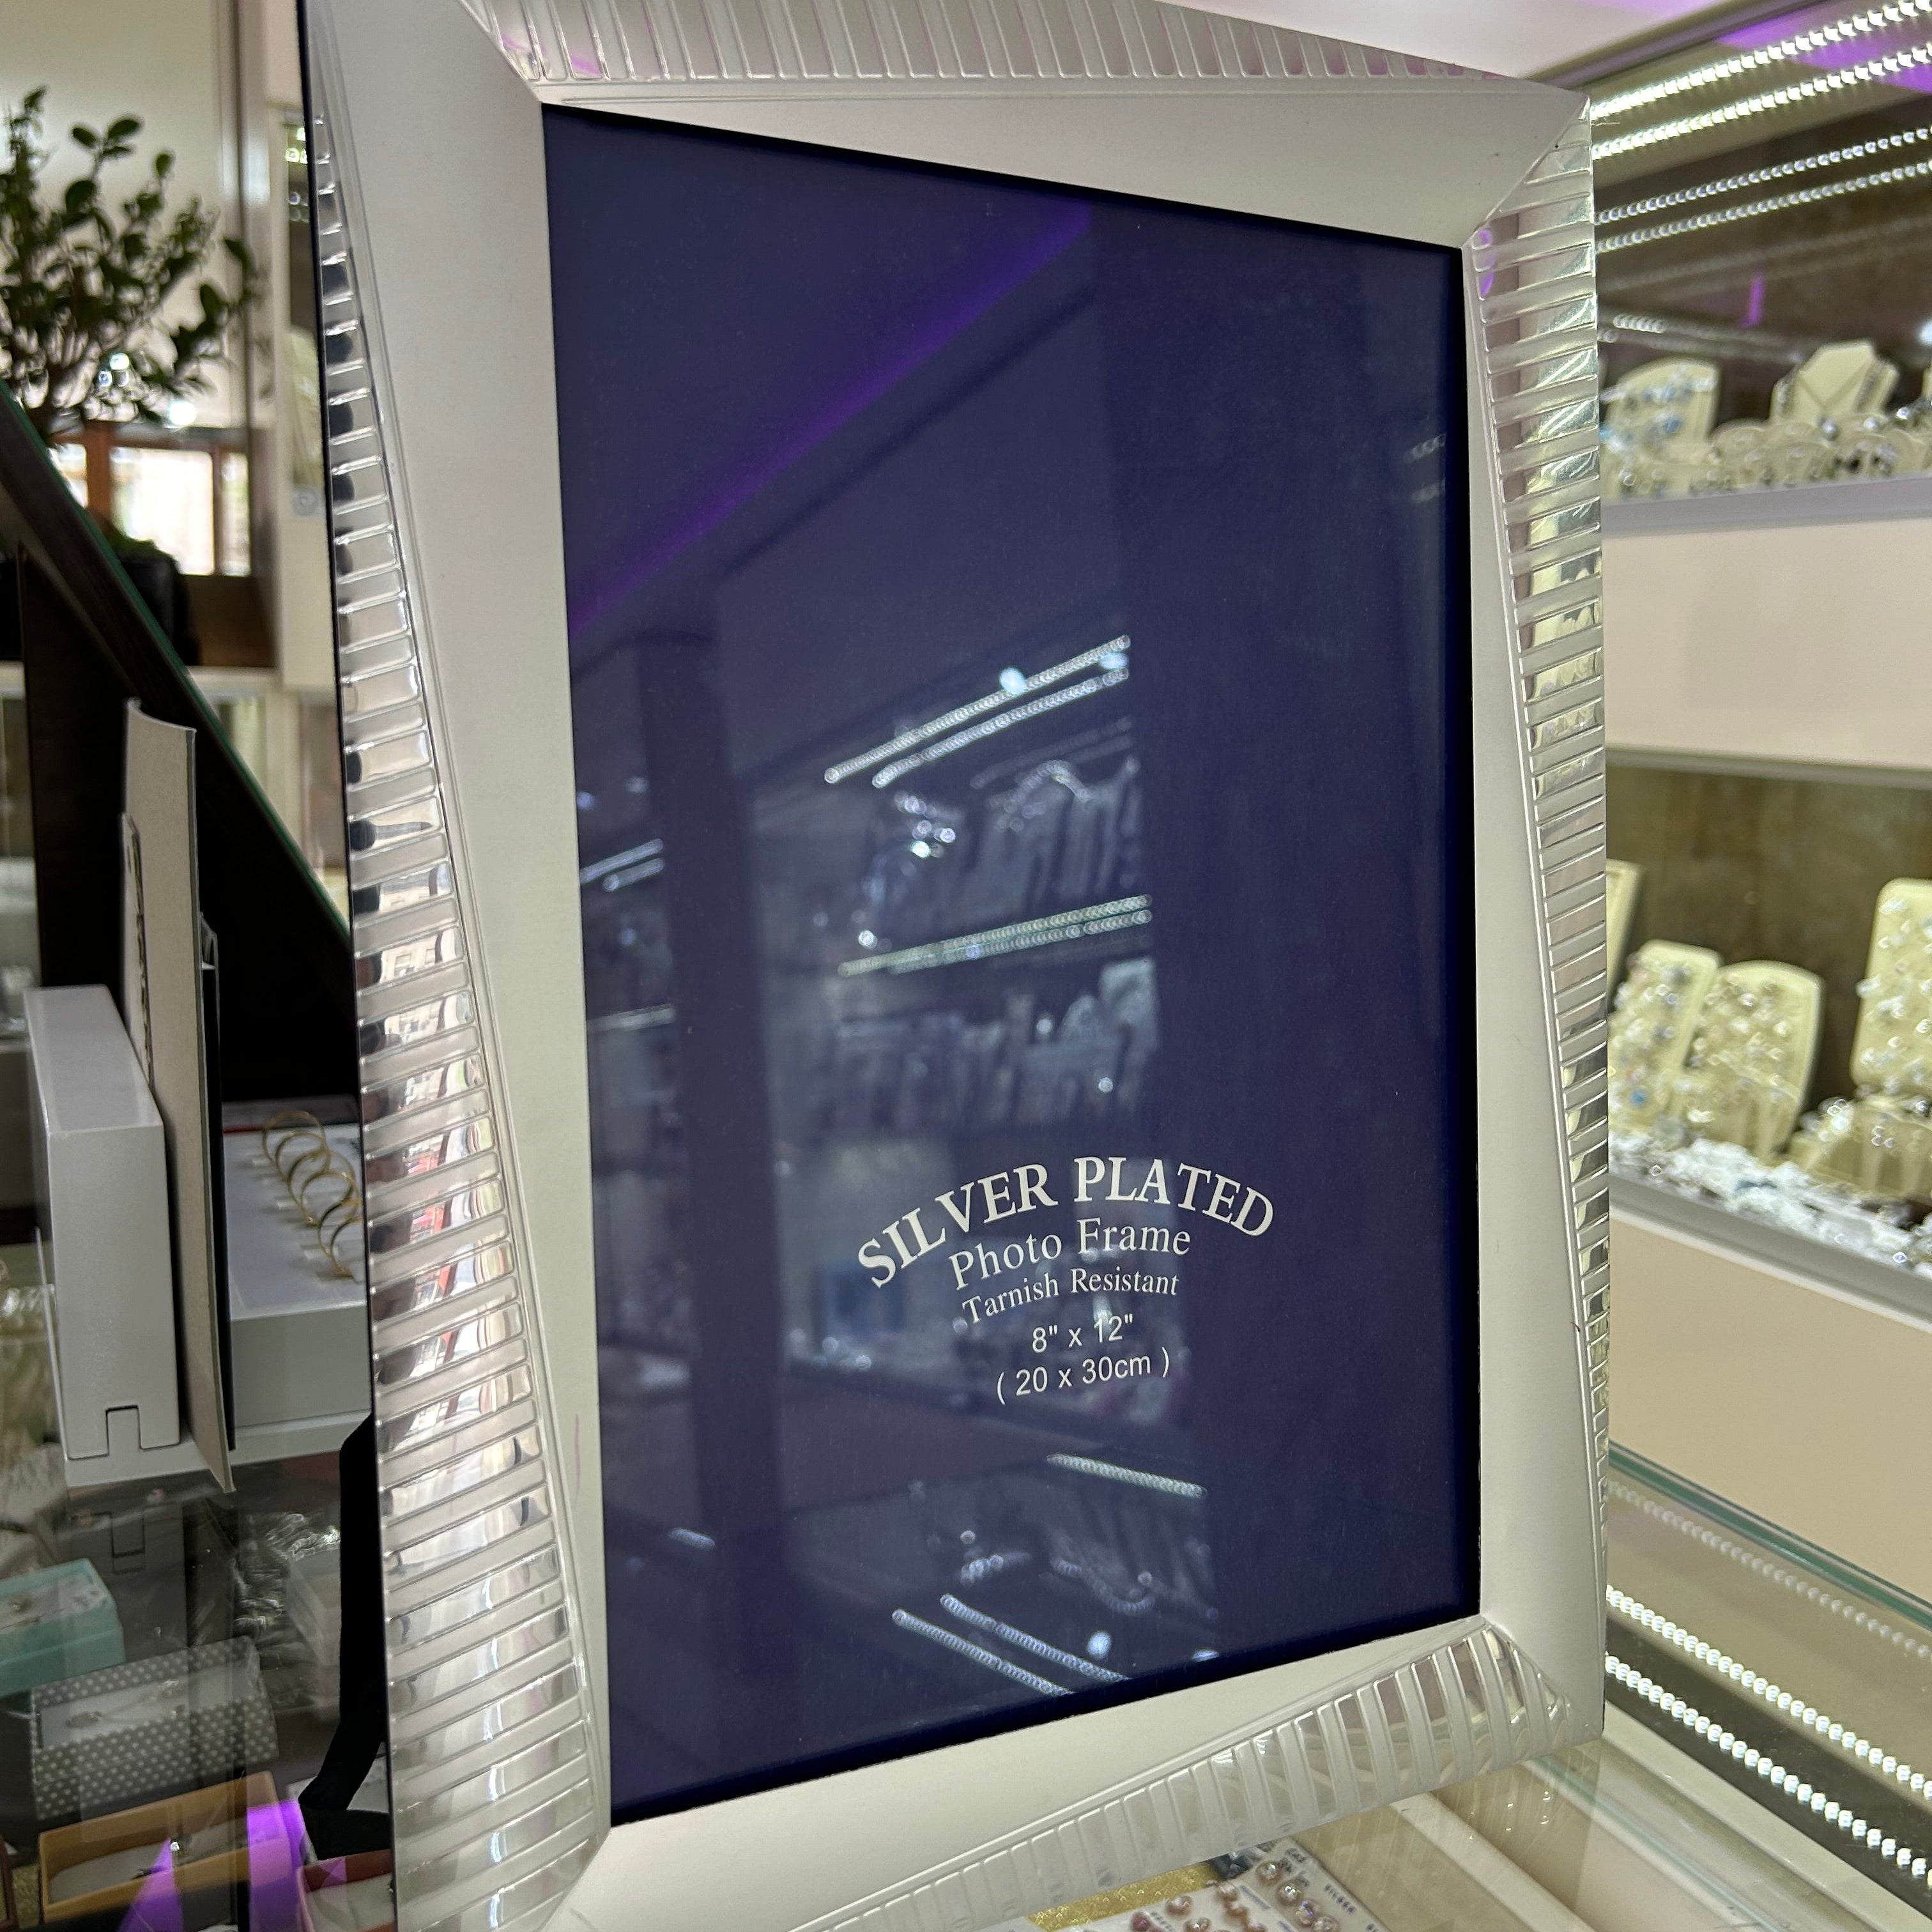 SILVER PLATED
Photo Frame
Tarnish Resistant
8" x 12"
( 20 x 30cm )